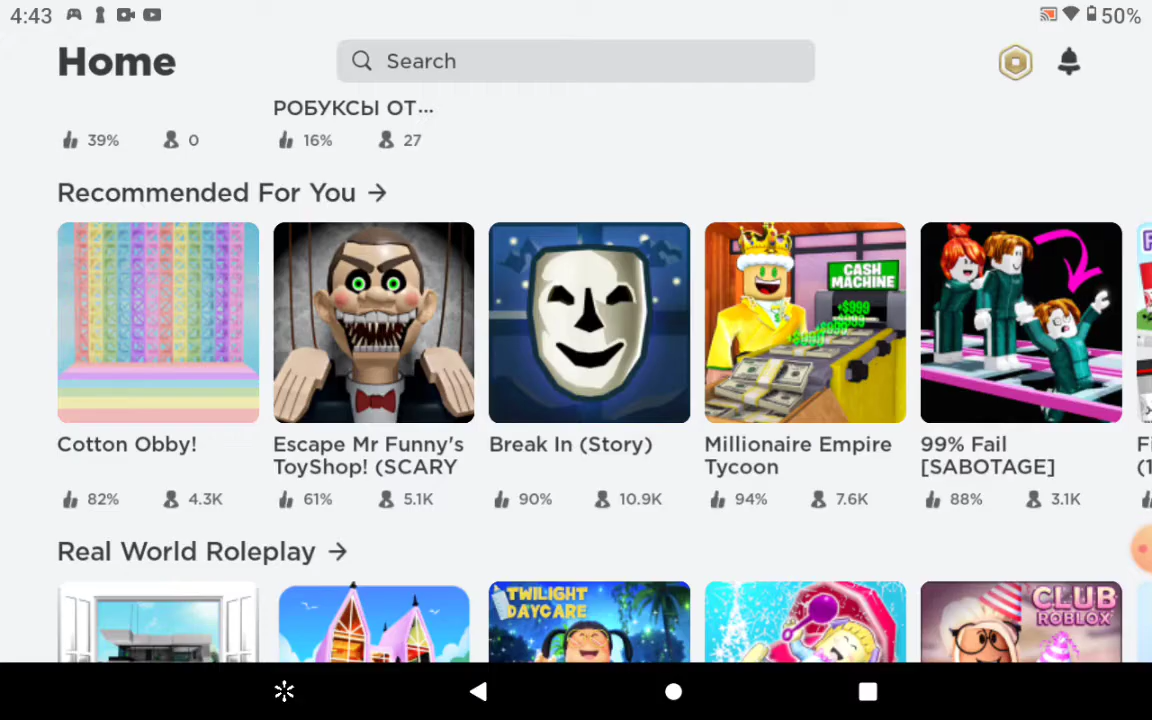 4:43
50%
Home
Search
РОБУКСЫ ОТ...
39%
0
16%
27
Recommended For You →
CASH
MACHINE
+$999
Cotton Obby!
Escape Mr Funny's
ToyShop! (SCARY
Break In (Story)
Millionaire Empire
Tycoon
99% Fail
[SABOTAGE]
82%
4.3K
61%
5.1K
90%
10.9K
94%
7.6K
88%
3.1K
Real World Roleplay →
TWILIGHT
DAYCARE
CLUB
ROBLOX